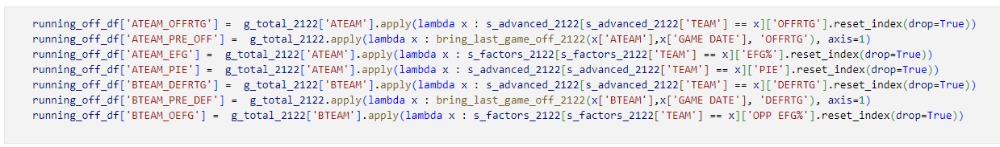 running_off_df['ATEAM_OFFRTG'] =  g_total_2122['ATEAM'].apply(lambda x : s_advanced_2122[s_advanced_2122['TEAM'] == x]['OFFRTG'].reset_index(drop=True))
running_off_df['ATEAM_PRE_OFF'] =  g_total_2122.apply(lambda x : bring_last_game_off_2122(x['ATEAM'],x['GAME DATE'], 'OFFRTG'), axis=1)
running_off_df['ATEAM_EFG'] =  g_total_2122['ATEAM'].apply(lambda x : s_factors_2122[s_factors_2122['TEAM'] == x]['EFG%'].reset_index(drop=True))
running_off_df['ATEAM_PIE'] =  g_total_2122['ATEAM'].apply(lambda x : s_advanced_2122[s_advanced_2122['TEAM'] == x]['PIE'].reset_index(drop=True))
running_off_df['BTEAM_DEFRTG'] =  g_total_2122['BTEAM'].apply(lambda x : s_advanced_2122[s_advanced_2122['TEAM'] == x]['DEFRTG'].reset_index(drop=True))
running_off_df['BTEAM_PRE_DEF'] =  g_total_2122.apply(lambda x : bring_last_game_off_2122(x['BTEAM'],x['GAME DATE'], 'DEFRTG'), axis=1)
running_off_df['BTEAM_OEFG'] =  g_total_2122['BTEAM'].apply(lambda x : s_factors_2122[s_factors_2122['TEAM'] == x]['OPP EFG%'].reset_index(drop=True))